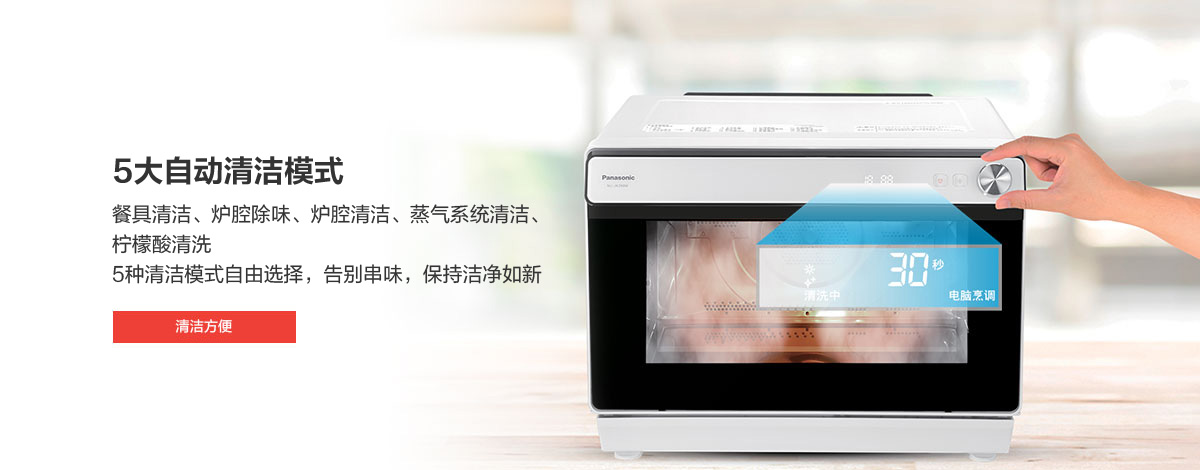 5大自动清洁模式
餐具清洁、炉腔除味、炉腔清洁、蒸气系统清洁、
柠檬酸清洗
5种清洁模式自由选择，告别串味，保持洁净如新
清洁方便
Panasonic
30秒
清洗中
电脑烹调